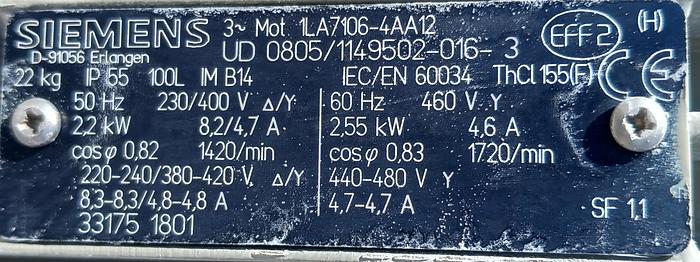 SIEMENS 3~ Mot. 1LA7106-4AA12 (H)
D-91056 Erlangen UD 0805/1149502-016-3 EFF2
22 kg IP 55 100L IM B14 IEC/EN 60034 ThCl.155(F) CE
50 Hz 230/400 V Δ/Y 60 Hz 460 V Y
2,2 kW 8,2/4,7 A 2,55 kW 4,6 A
cosφ 0,82 1420/min cosφ 0,83 1720/min
220-240/380-420 V Δ/Y 440-480 V Y
8,3-8,3/4,8-4,8 A 4,7-4,7 A SF 1,1
33175 1801